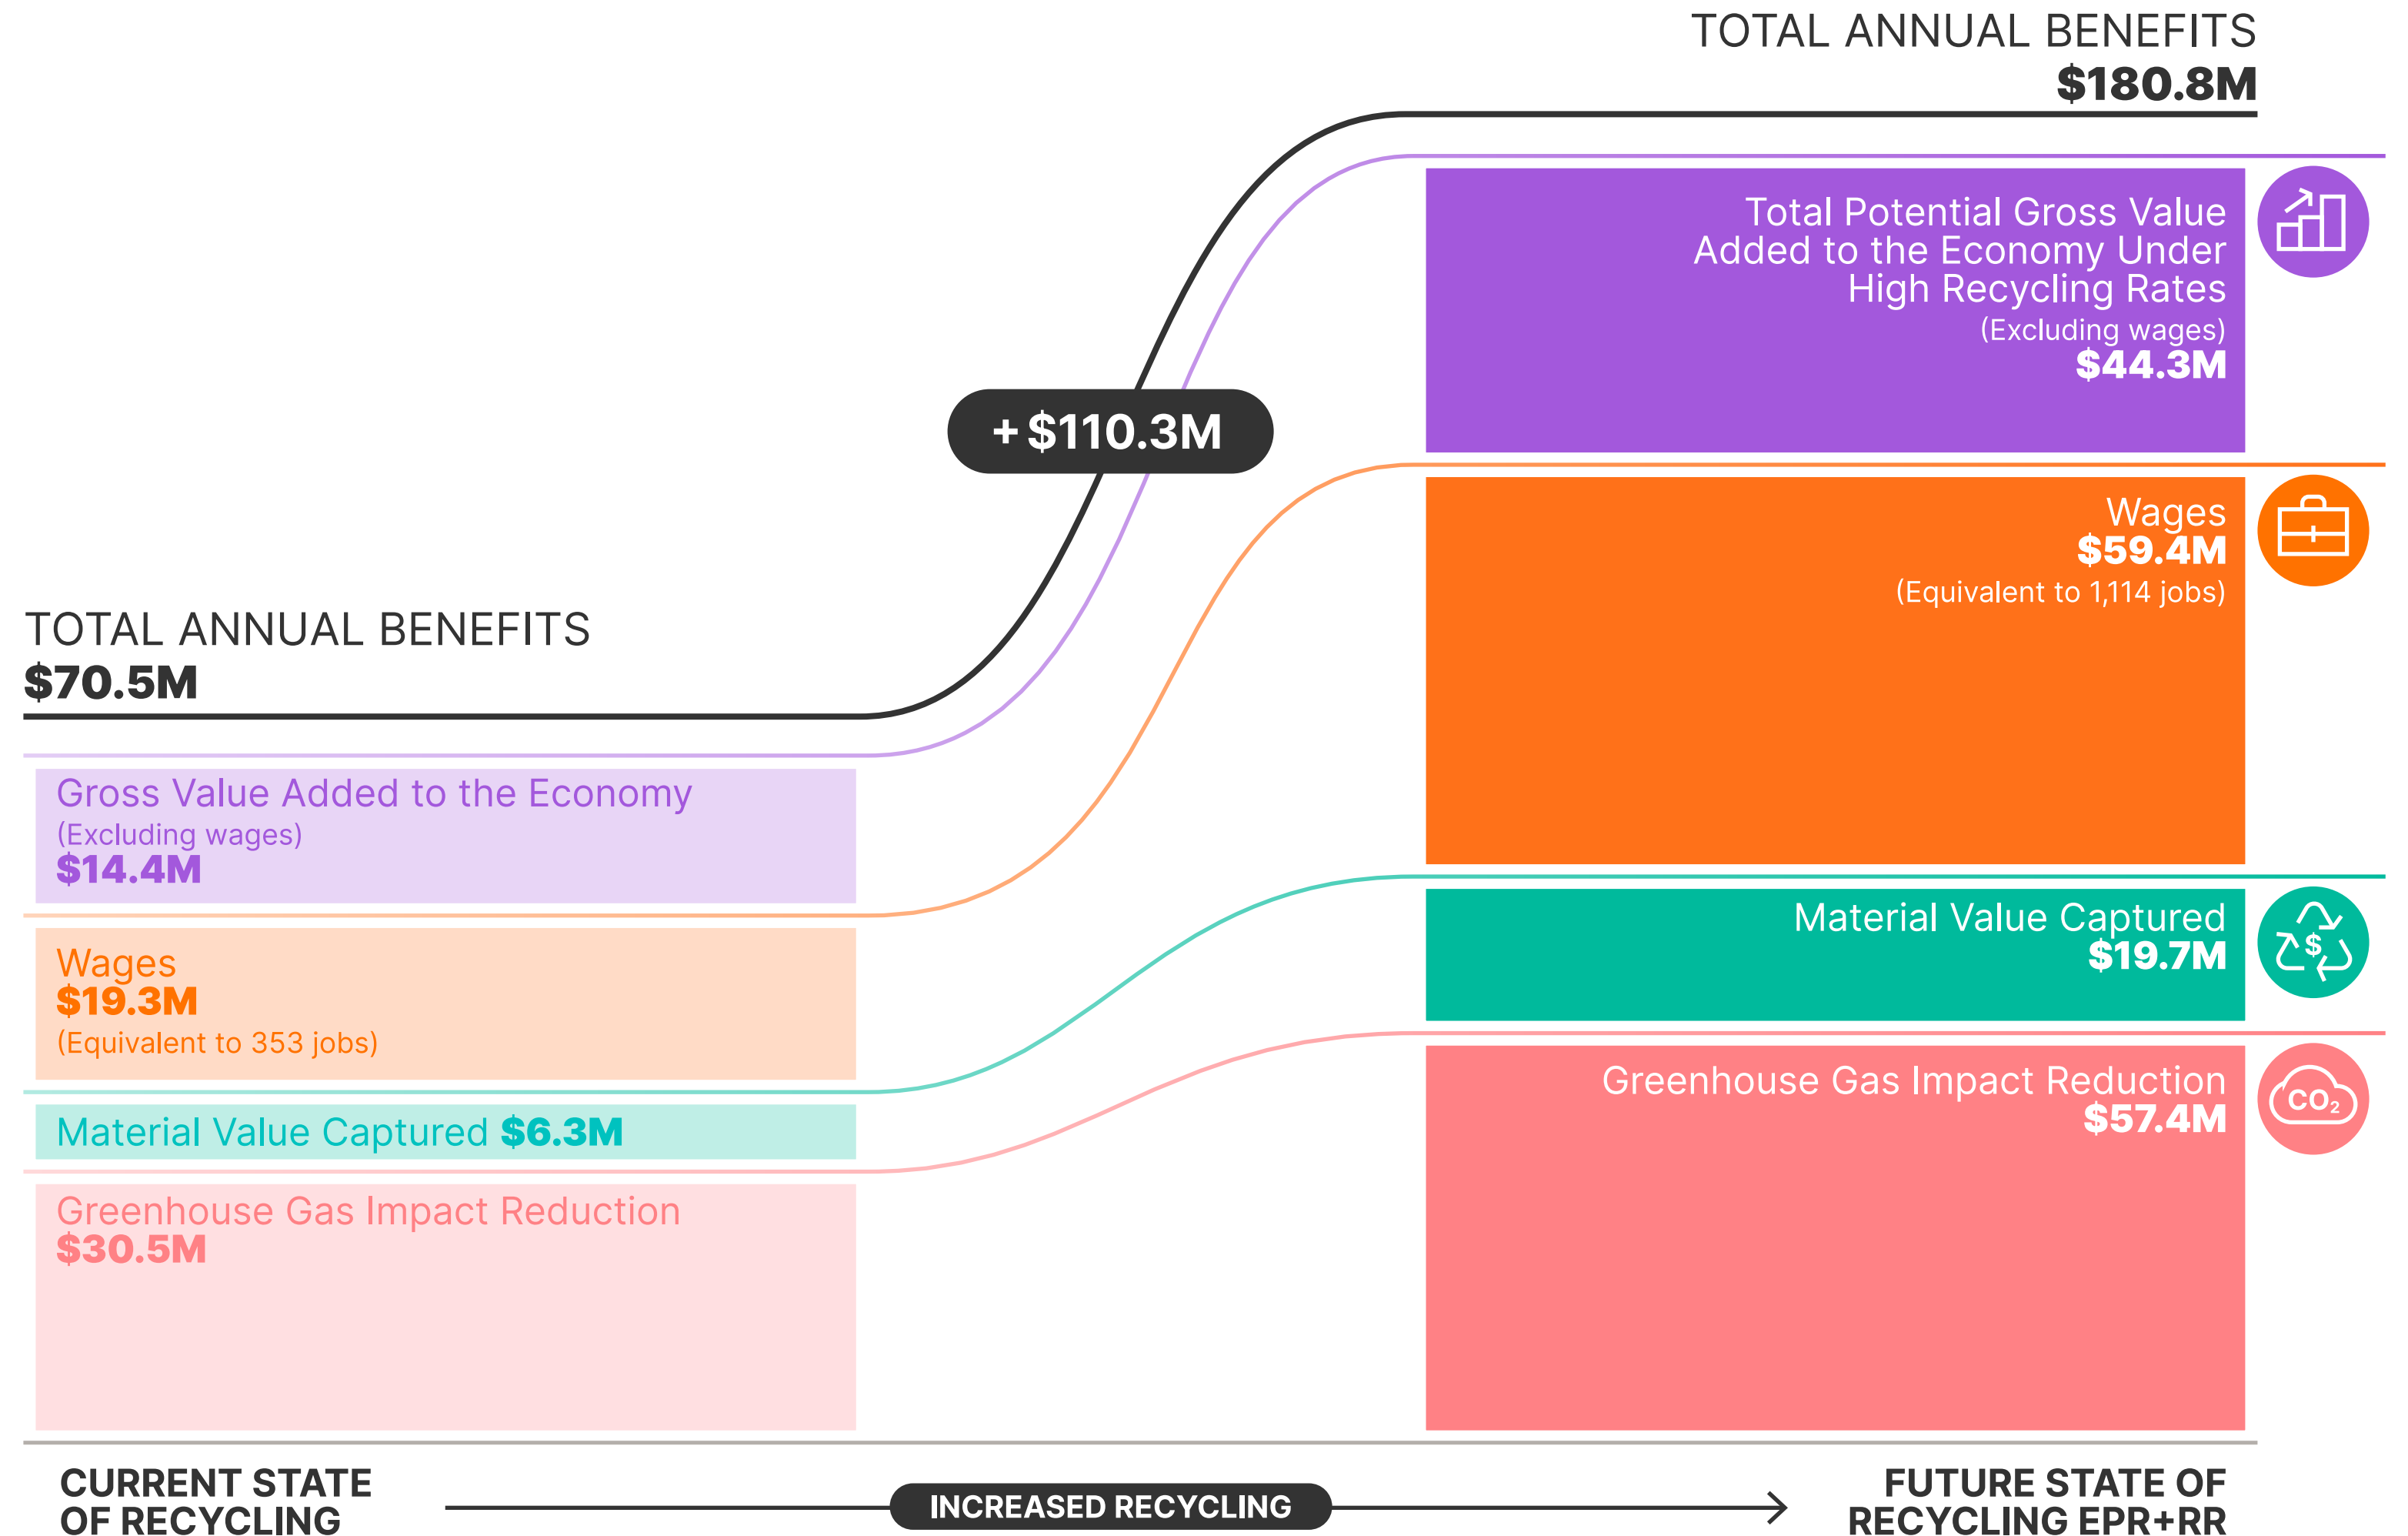 TOTAL ANNUAL BENEFITS
$180.8M
Total Potential Gross Value
Added to the Economy Under
High Recycling Rates
(Excluding wages)
$44.3M
+ $110.3M
Wages
$59.4M
(Equivalent to 1,114 jobs)
TOTAL ANNUAL BENEFITS
$70.5M
Gross Value Added to the Economy
(Excluding wages)
$14.4M
Wages
$19.3M
(Equivalent to 353 jobs)
Material Value Captured $6.3M
Greenhouse Gas Impact Reduction
$30.5M
Material Value Captured
$19.7M
$
Greenhouse Gas Impact Reduction
$57.4M
CO₂
CURRENT STATE
OF RECYCLING
INCREASED RECYCLING
FUTURE STATE OF
RECYCLING EPR+RR